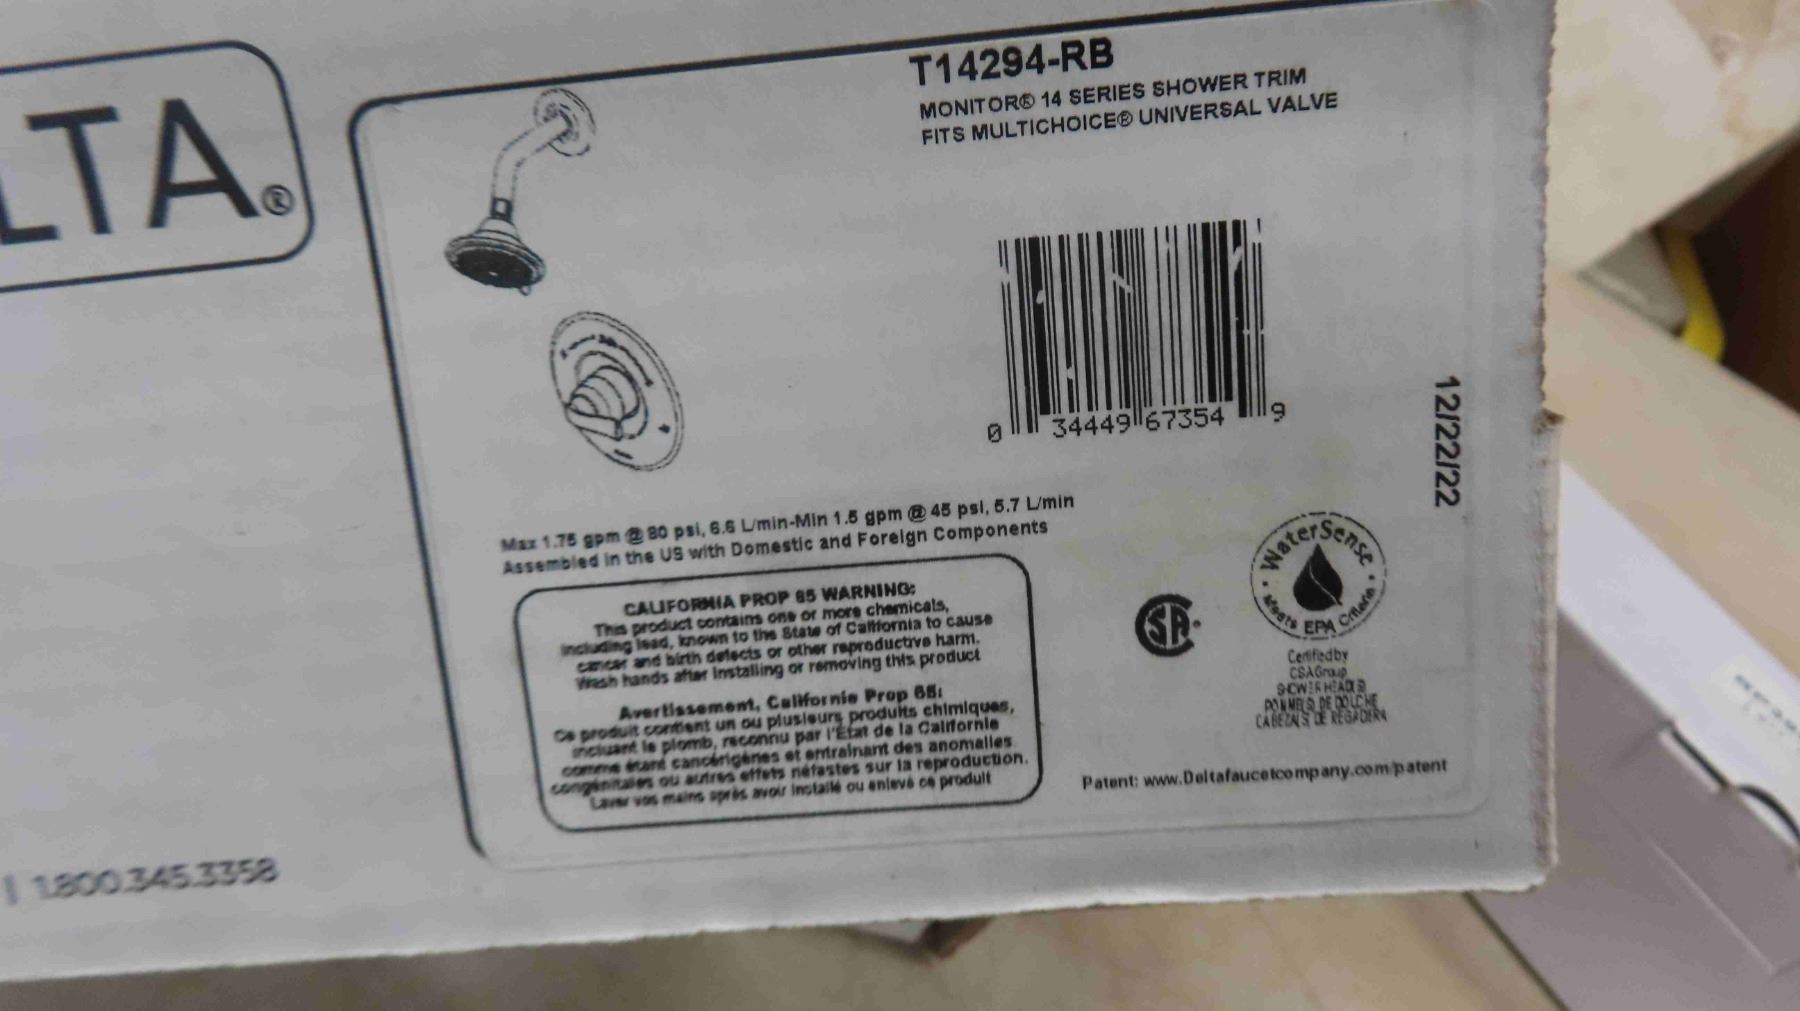 LTA®
T14294-RB
MONITOR® 14 SERIES SHOWER TRIM
FITS MULTICHOICE® UNIVERSAL VALVE
0 34449 67354 9
12/22/22
Max 1.75 gpm @ 80 psi, 6.6 L/min-Min 1.5 gpm @ 45 psi, 5.7 L/min
Assembled in the US with Domestic and Foreign Components
CALIFORNIA PROP 65 WARNING:
This product contains one or more chemicals,
including lead, known to the State of California to cause
cancer and birth defects or other reproductive harm.
Wash hands after installing or removing this product
Avertissement, Californie Prop 65:
Ce produit contient un ou plusieurs produits chimiques,
incluant le plomb, reconnu par l'État de la Californie
comme étant cancérigènes et entraînant des anomalies
congénitales ou autres effets néfastes sur la reproduction.
Laver vos mains après avoir installé ou enlevé ce produit
SA
WaterSense
Meets EPA Criteria
Certified by
CSA Group
SHOWERHEADS
POMMES DE DOUCHE
CABEZALES DE REGADERA
Patent: www.Deltafaucetcompany.com/patent
| 1.800.345.3358